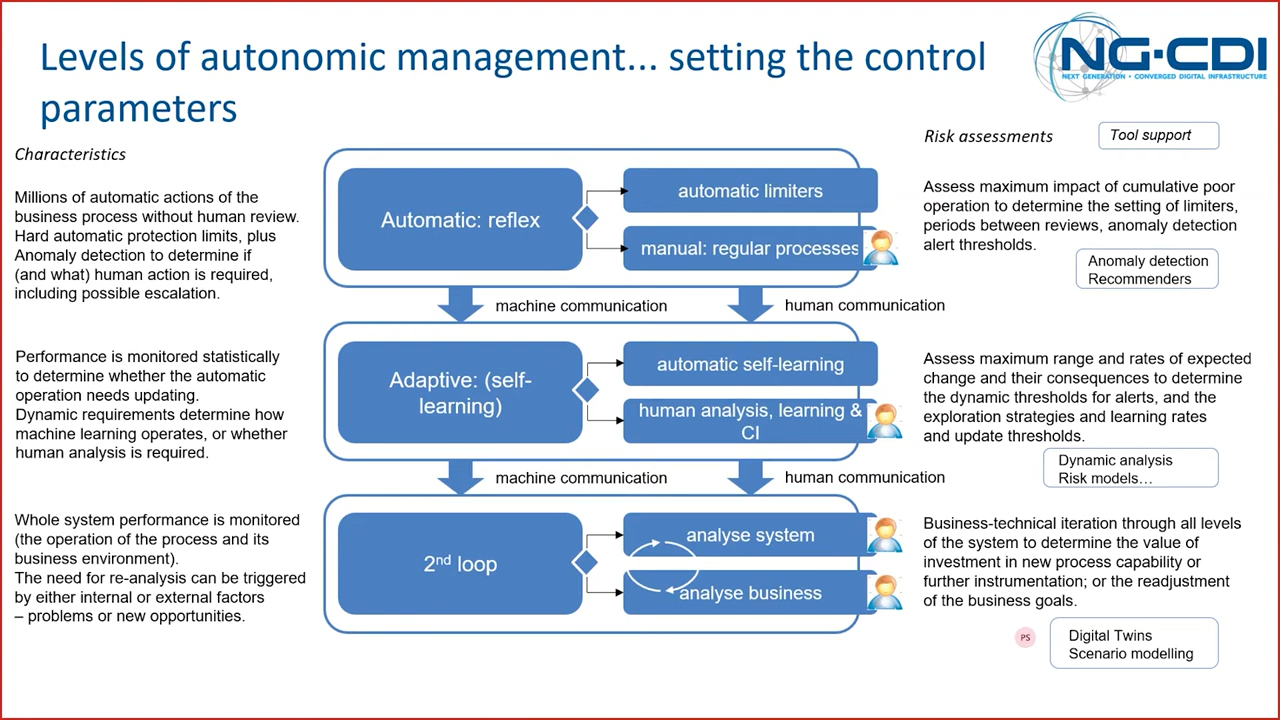 Levels of autonomic management... setting the control
parameters
NG-CDI
NEXT GENERATION • CONVERGED DIGITAL INFRASTRUCTURE
Characteristics
Risk assessments
Tool support
Millions of automatic actions of the
business process without human review.
Hard automatic protection limits, plus
Anomaly detection to determine if
(and what) human action is required,
including possible escalation.
Automatic: reflex
automatic limiters
manual: regular processes
Assess maximum impact of cumulative poor
operation to determine the setting of limiters,
periods between reviews, anomaly detection
alert thresholds.
Anomaly detection
Recommenders
machine communication
human communication
Performance is monitored statistically
to determine whether the automatic
operation needs updating.
Dynamic requirements determine how
machine learning operates, or whether
human analysis is required.
Adaptive: (self-
learning)
automatic self-learning
human analysis, learning &
CI
Assess maximum range and rates of expected
change and their consequences to determine
the dynamic thresholds for alerts, and the
exploration strategies and learning rates
and update thresholds.
Dynamic analysis
Risk models…
machine communication
human communication
Whole system performance is monitored
(the operation of the process and its
business environment).
The need for re-analysis can be triggered
by either internal or external factors
– problems or new opportunities.
2nd loop
analyse system
analyse business
Business-technical iteration through all levels
of the system to determine the value of
investment in new process capability or
further instrumentation; or the readjustment
of the business goals.
PS
Digital Twins
Scenario modelling